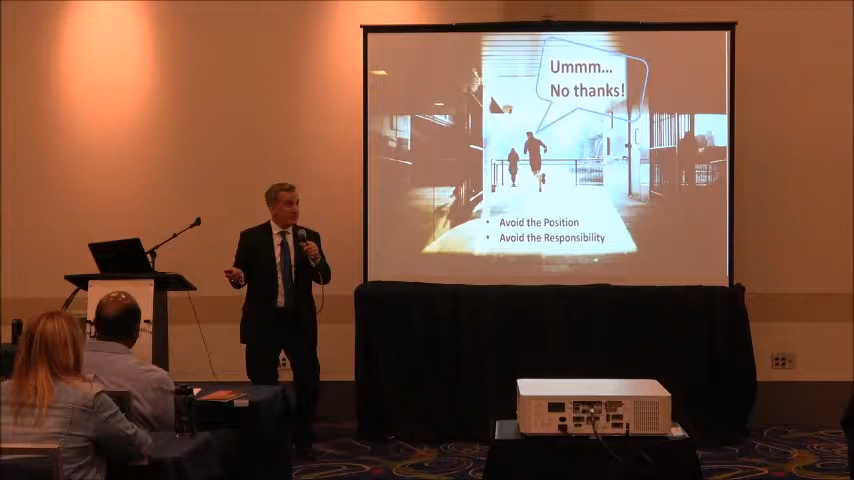 Ummm...
No thanks!
• Avoid the Position
• Avoid the Responsibility